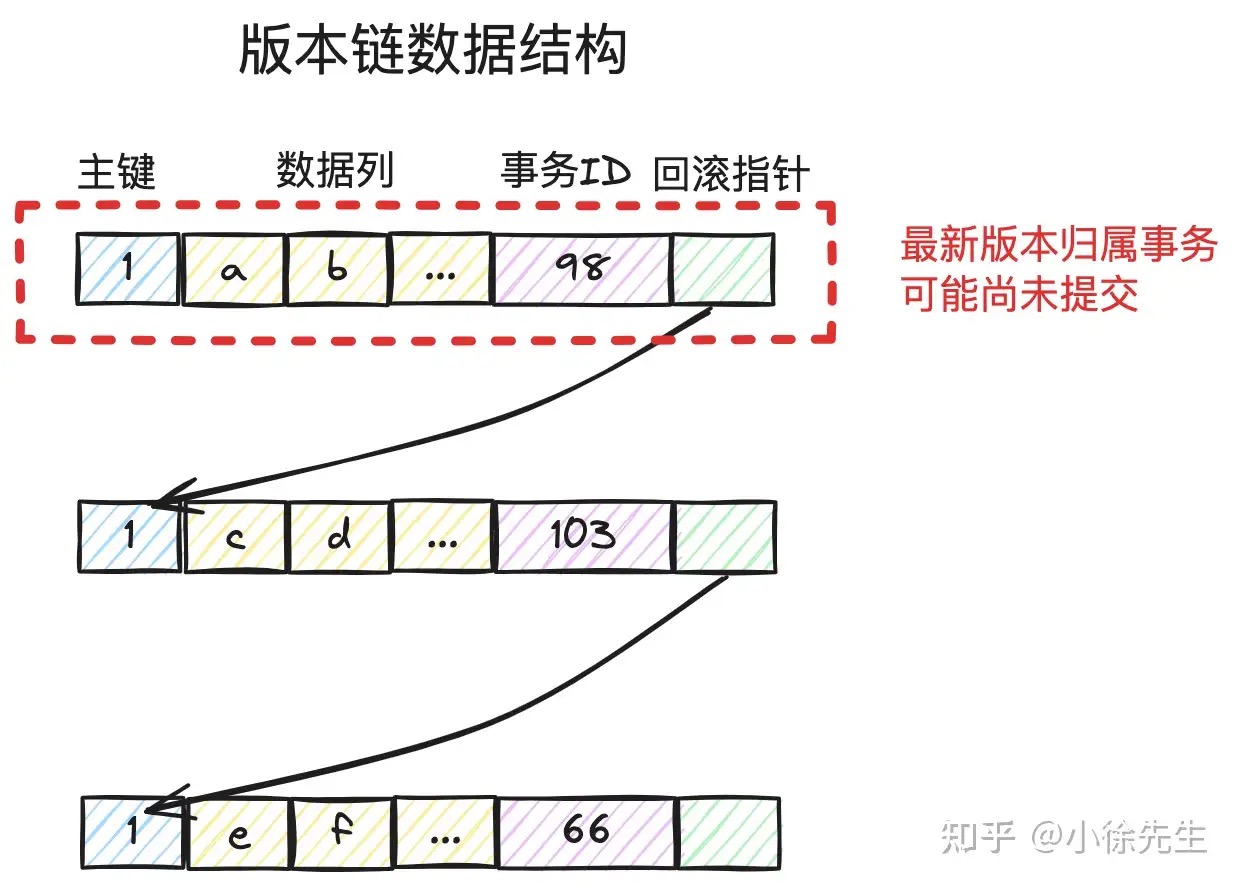 版本链数据结构
主键 数据列 事务ID 回滚指针
1 a b ... 98
最新版本归属事务
可能尚未提交
1 c d ... 103
1 e f ... 66
知乎 @小徐先生